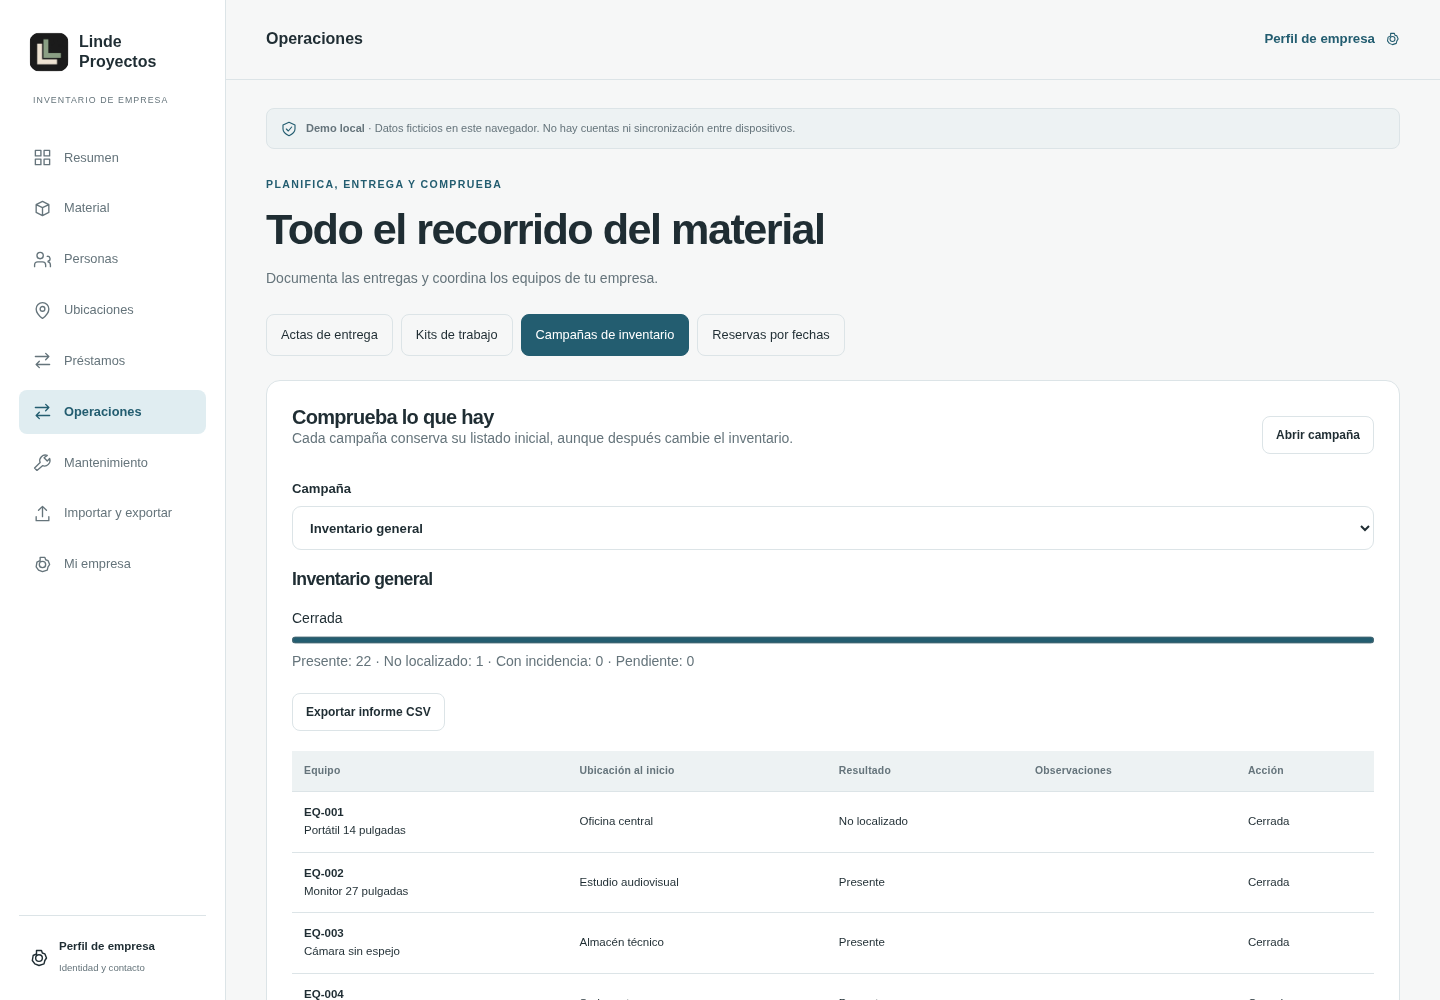 Linde
Proyectos
INVENTARIO DE EMPRESA
Resumen
Material
Personas
Ubicaciones
Préstamos
Operaciones
Mantenimiento
Importar y exportar
Mi empresa
Perfil de empresa
Identidad y contacto
Operaciones
Perfil de empresa
Demo local · Datos ficticios en este navegador. No hay cuentas ni sincronización entre dispositivos.
PLANIFICA, ENTREGA Y COMPRUEBA
Todo el recorrido del material
Documenta las entregas y coordina los equipos de tu empresa.
Actas de entrega
Kits de trabajo
Campañas de inventario
Reservas por fechas
Comprueba lo que hay
Cada campaña conserva su listado inicial, aunque después cambie el inventario.
Abrir campaña
Campaña
Inventario general
Inventario general
Cerrada
Presente: 22 · No localizado: 1 · Con incidencia: 0 · Pendiente: 0
Exportar informe CSV
Equipo Ubicación al inicio Resultado Observaciones Acción
EQ-001
Portátil 14 pulgadas Oficina central No localizado Cerrada
EQ-002
Monitor 27 pulgadas Estudio audiovisual Presente Cerrada
EQ-003
Cámara sin espejo Almacén técnico Presente Cerrada
EQ-004